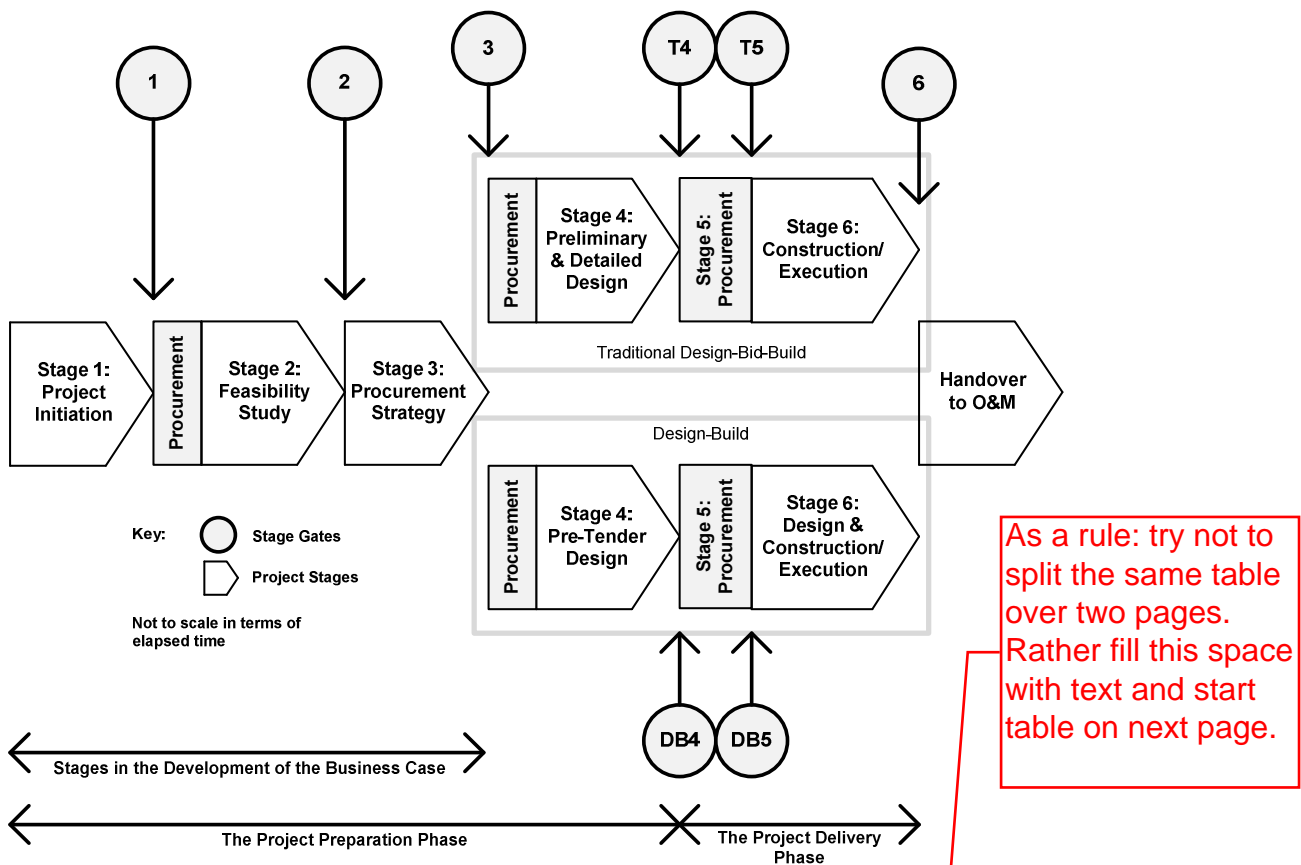 1
2
3
T4
T5
6
Procurement
Stage 4:
Preliminary
& Detailed
Design
Stage 5:
Procurement
Stage 6:
Construction/
Execution
Traditional Design-Bid-Build
Stage 1:
Project
Initiation
Procurement
Stage 2:
Feasibility
Study
Stage 3:
Procurement
Strategy
Handover
to O&M
Design-Build
Procurement
Stage 4:
Pre-Tender
Design
Stage 5:
Procurement
Stage 6:
Design &
Construction/
Execution
Key:
Stage Gates
Project Stages
Not to scale in terms of
elapsed time
As a rule: try not to
split the same table
over two pages.
Rather fill this space
with text and start
table on next page.
DB4
DB5
Stages in the Development of the Business Case
The Project Preparation Phase
The Project Delivery
Phase